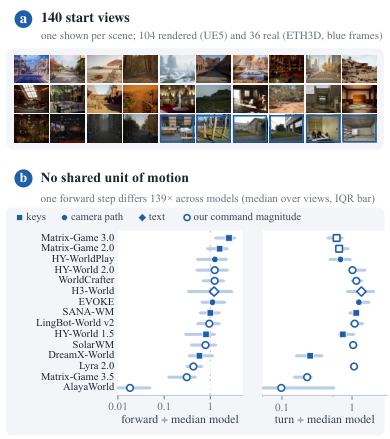 a 140 start views
one shown per scene; 104 rendered (UE5) and 36 real (ETH3D, blue frames)
b No shared unit of motion
one forward step differs 139× across models (median over views, IQR bar)
keys camera path text our command magnitude
Matrix-Game 3.0
Matrix-Game 2.0
HY-WorldPlay
HY-World 2.0
WorldCrafter
H3-World
EVOKE
SANA-WM
LingBot-World v2
HY-World 1.5
SolarWM
DreamX-World
Lyra 2.0
Matrix-Game 3.5
AlayaWorld
0.01 0.1 1 0.1 1
forward ÷ median model turn ÷ median model